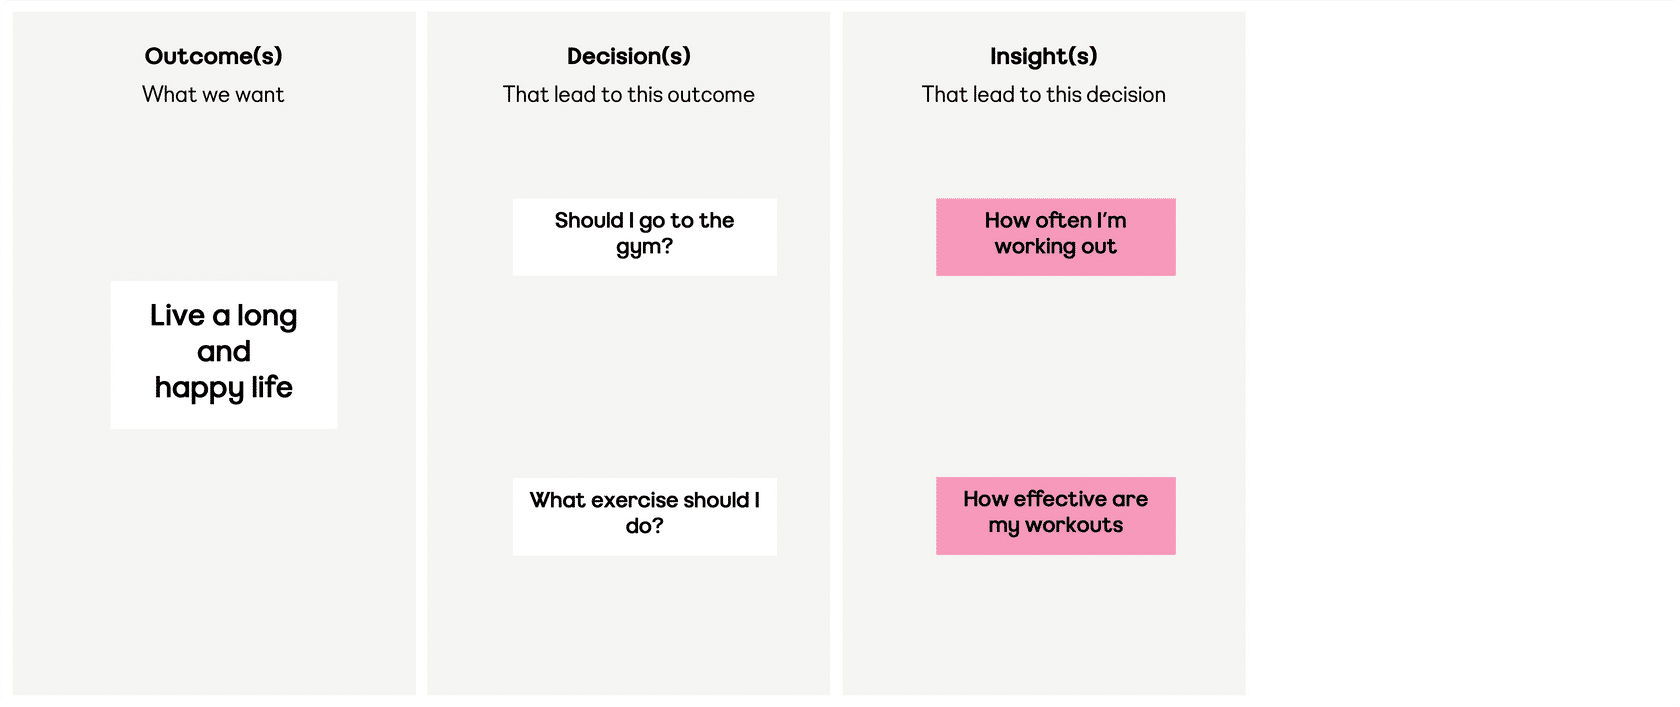 Outcome(s)
What we want
Live a long
and
happy life
Decision(s)
That lead to this outcome
Should I go to the
gym?
What exercise should I
do?
Insight(s)
That lead to this decision
How often I'm
working out
How effective are
my workouts